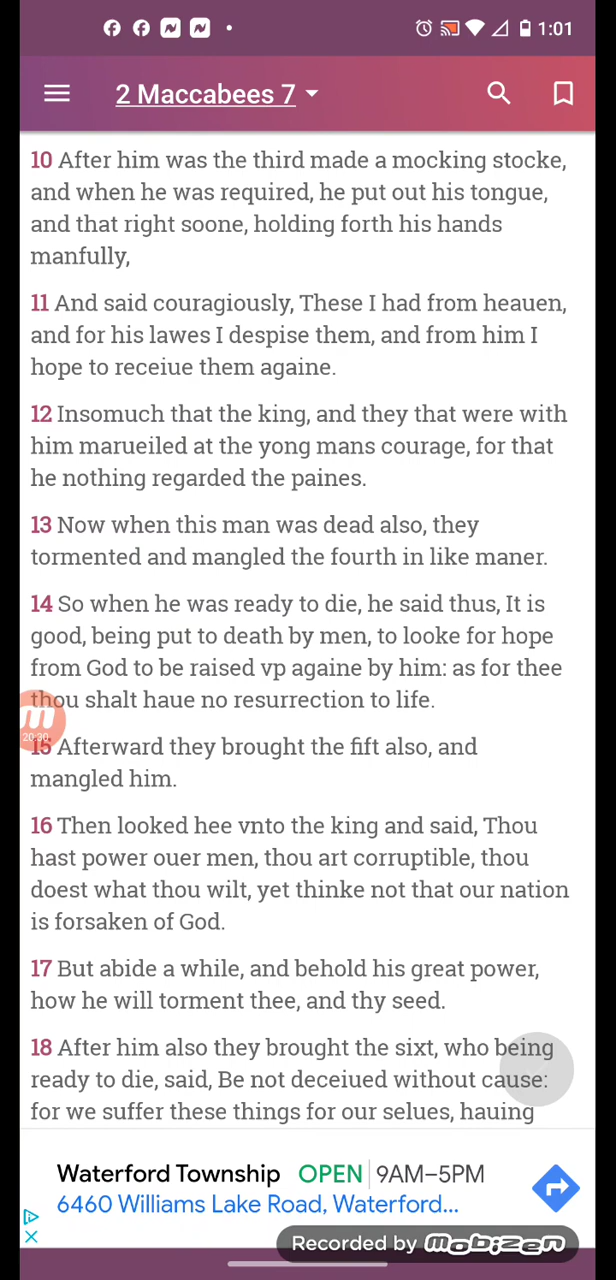 1:01
2 Maccabees 7
10 After him was the third made a mocking stocke,
and when he was required, he put out his tongue,
and that right soone, holding forth his hands
manfully,
11 And said couragiously, These I had from heauen,
and for his lawes I despise them, and from him I
hope to receiue them againe.
12 Insomuch that the king, and they that were with
him marueiled at the yong mans courage, for that
he nothing regarded the paines.
13 Now when this man was dead also, they
tormented and mangled the fourth in like maner.
14 So when he was ready to die, he said thus, It is
good, being put to death by men, to looke for hope
from God to be raised vp againe by him: as for thee
thou shalt haue no resurrection to life.
20:30
15 Afterward they brought the fift also, and
mangled him.
16 Then looked hee vnto the king and said, Thou
hast power ouer men, thou art corruptible, thou
doest what thou wilt, yet thinke not that our nation
is forsaken of God.
17 But abide a while, and behold his great power,
how he will torment thee, and thy seed.
18 After him also they brought the sixt, who being
ready to die, said, Be not deceiued without cause:
for we suffer these things for our selues, hauing
Waterford Township OPEN 9AM–5PM
6460 Williams Lake Road, Waterford...
Recorded by mobizen